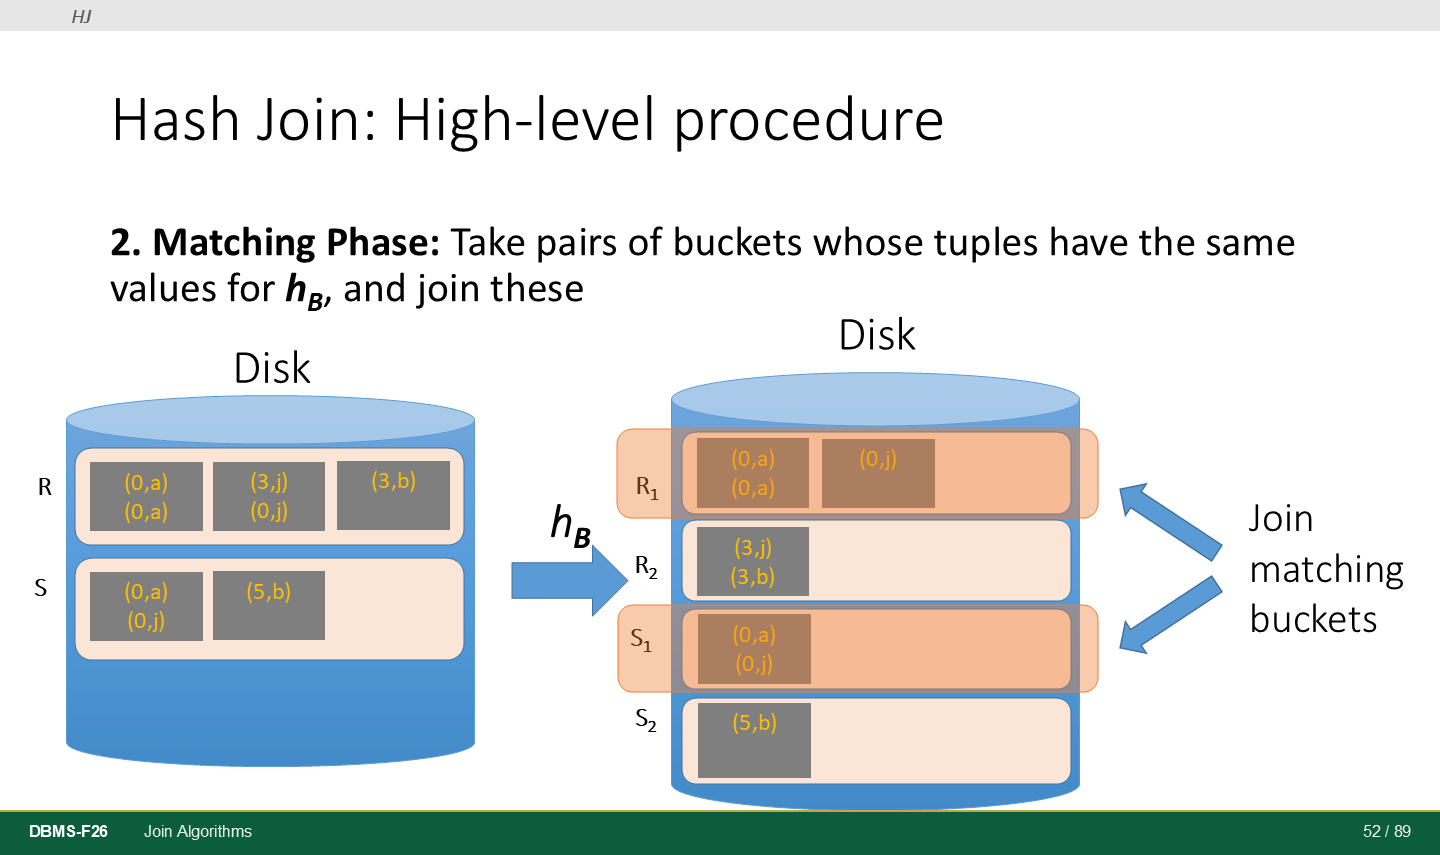 HJ
Hash Join: High-level procedure
2. Matching Phase: Take pairs of buckets whose tuples have the same
values for hB, and join these
Disk
R
(0,a)
(0,a)
(3,j)
(0,j)
(3,b)
S
(0,a)
(0,j)
(5,b)
hB
Disk
R1
(0,a)
(0,a)
(0,j)
R2
(3,j)
(3,b)
S1
(0,a)
(0,j)
S2
(5,b)
Join
matching
buckets
DBMS-F26 Join Algorithms 52 / 89